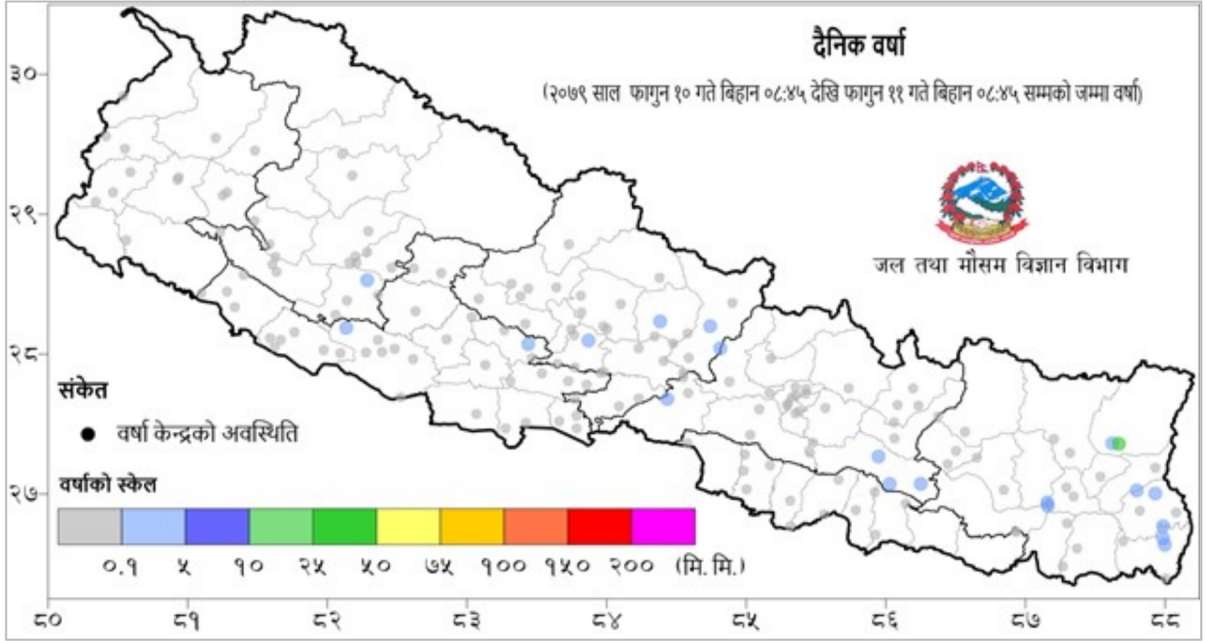 दैनिक वर्षा
(२०७९ साल फागुन १० गते बिहान ०८:४५ देखि फागुन ११ गते बिहान ०८:४५ सम्मको जम्मा वर्षा)
जल तथा मौसम विज्ञान विभाग
३०
२९
२८
२७
संकेत
वर्षा केन्द्रको अवस्थिति
वर्षाको स्केल
०.१ ५ १० २५ ५० ७५ १०० १५० २०० (मि.मि.)
८० ८१ ८२ ८३ ८४ ८५ ८६ ८७ ८८